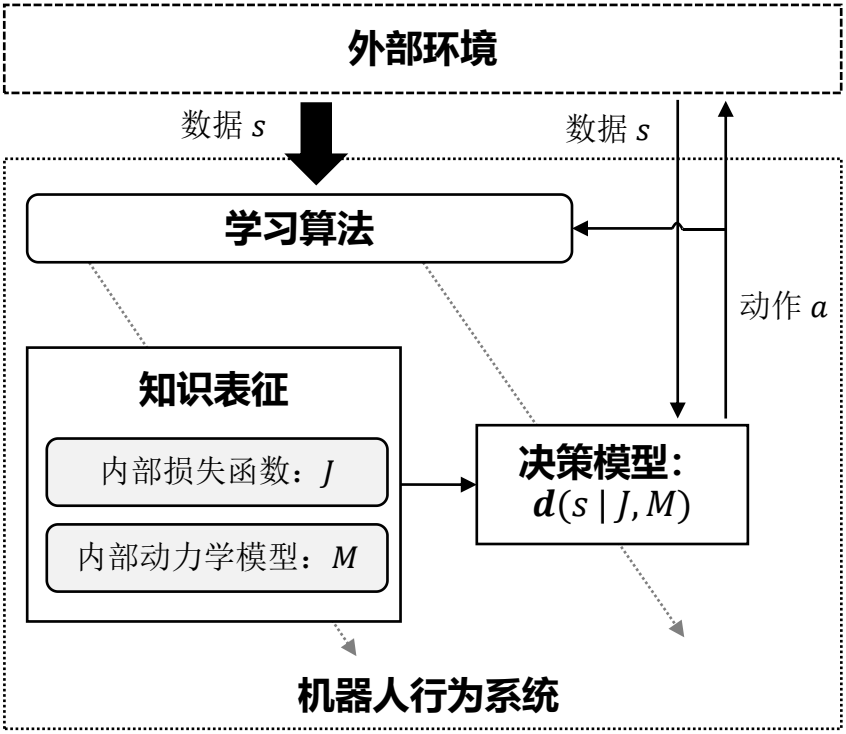 外部环境
数据 s
数据 s
学习算法
动作 a
知识表征
内部损失函数：J
内部动力学模型：M
决策模型：
d(s | J, M)
机器人行为系统